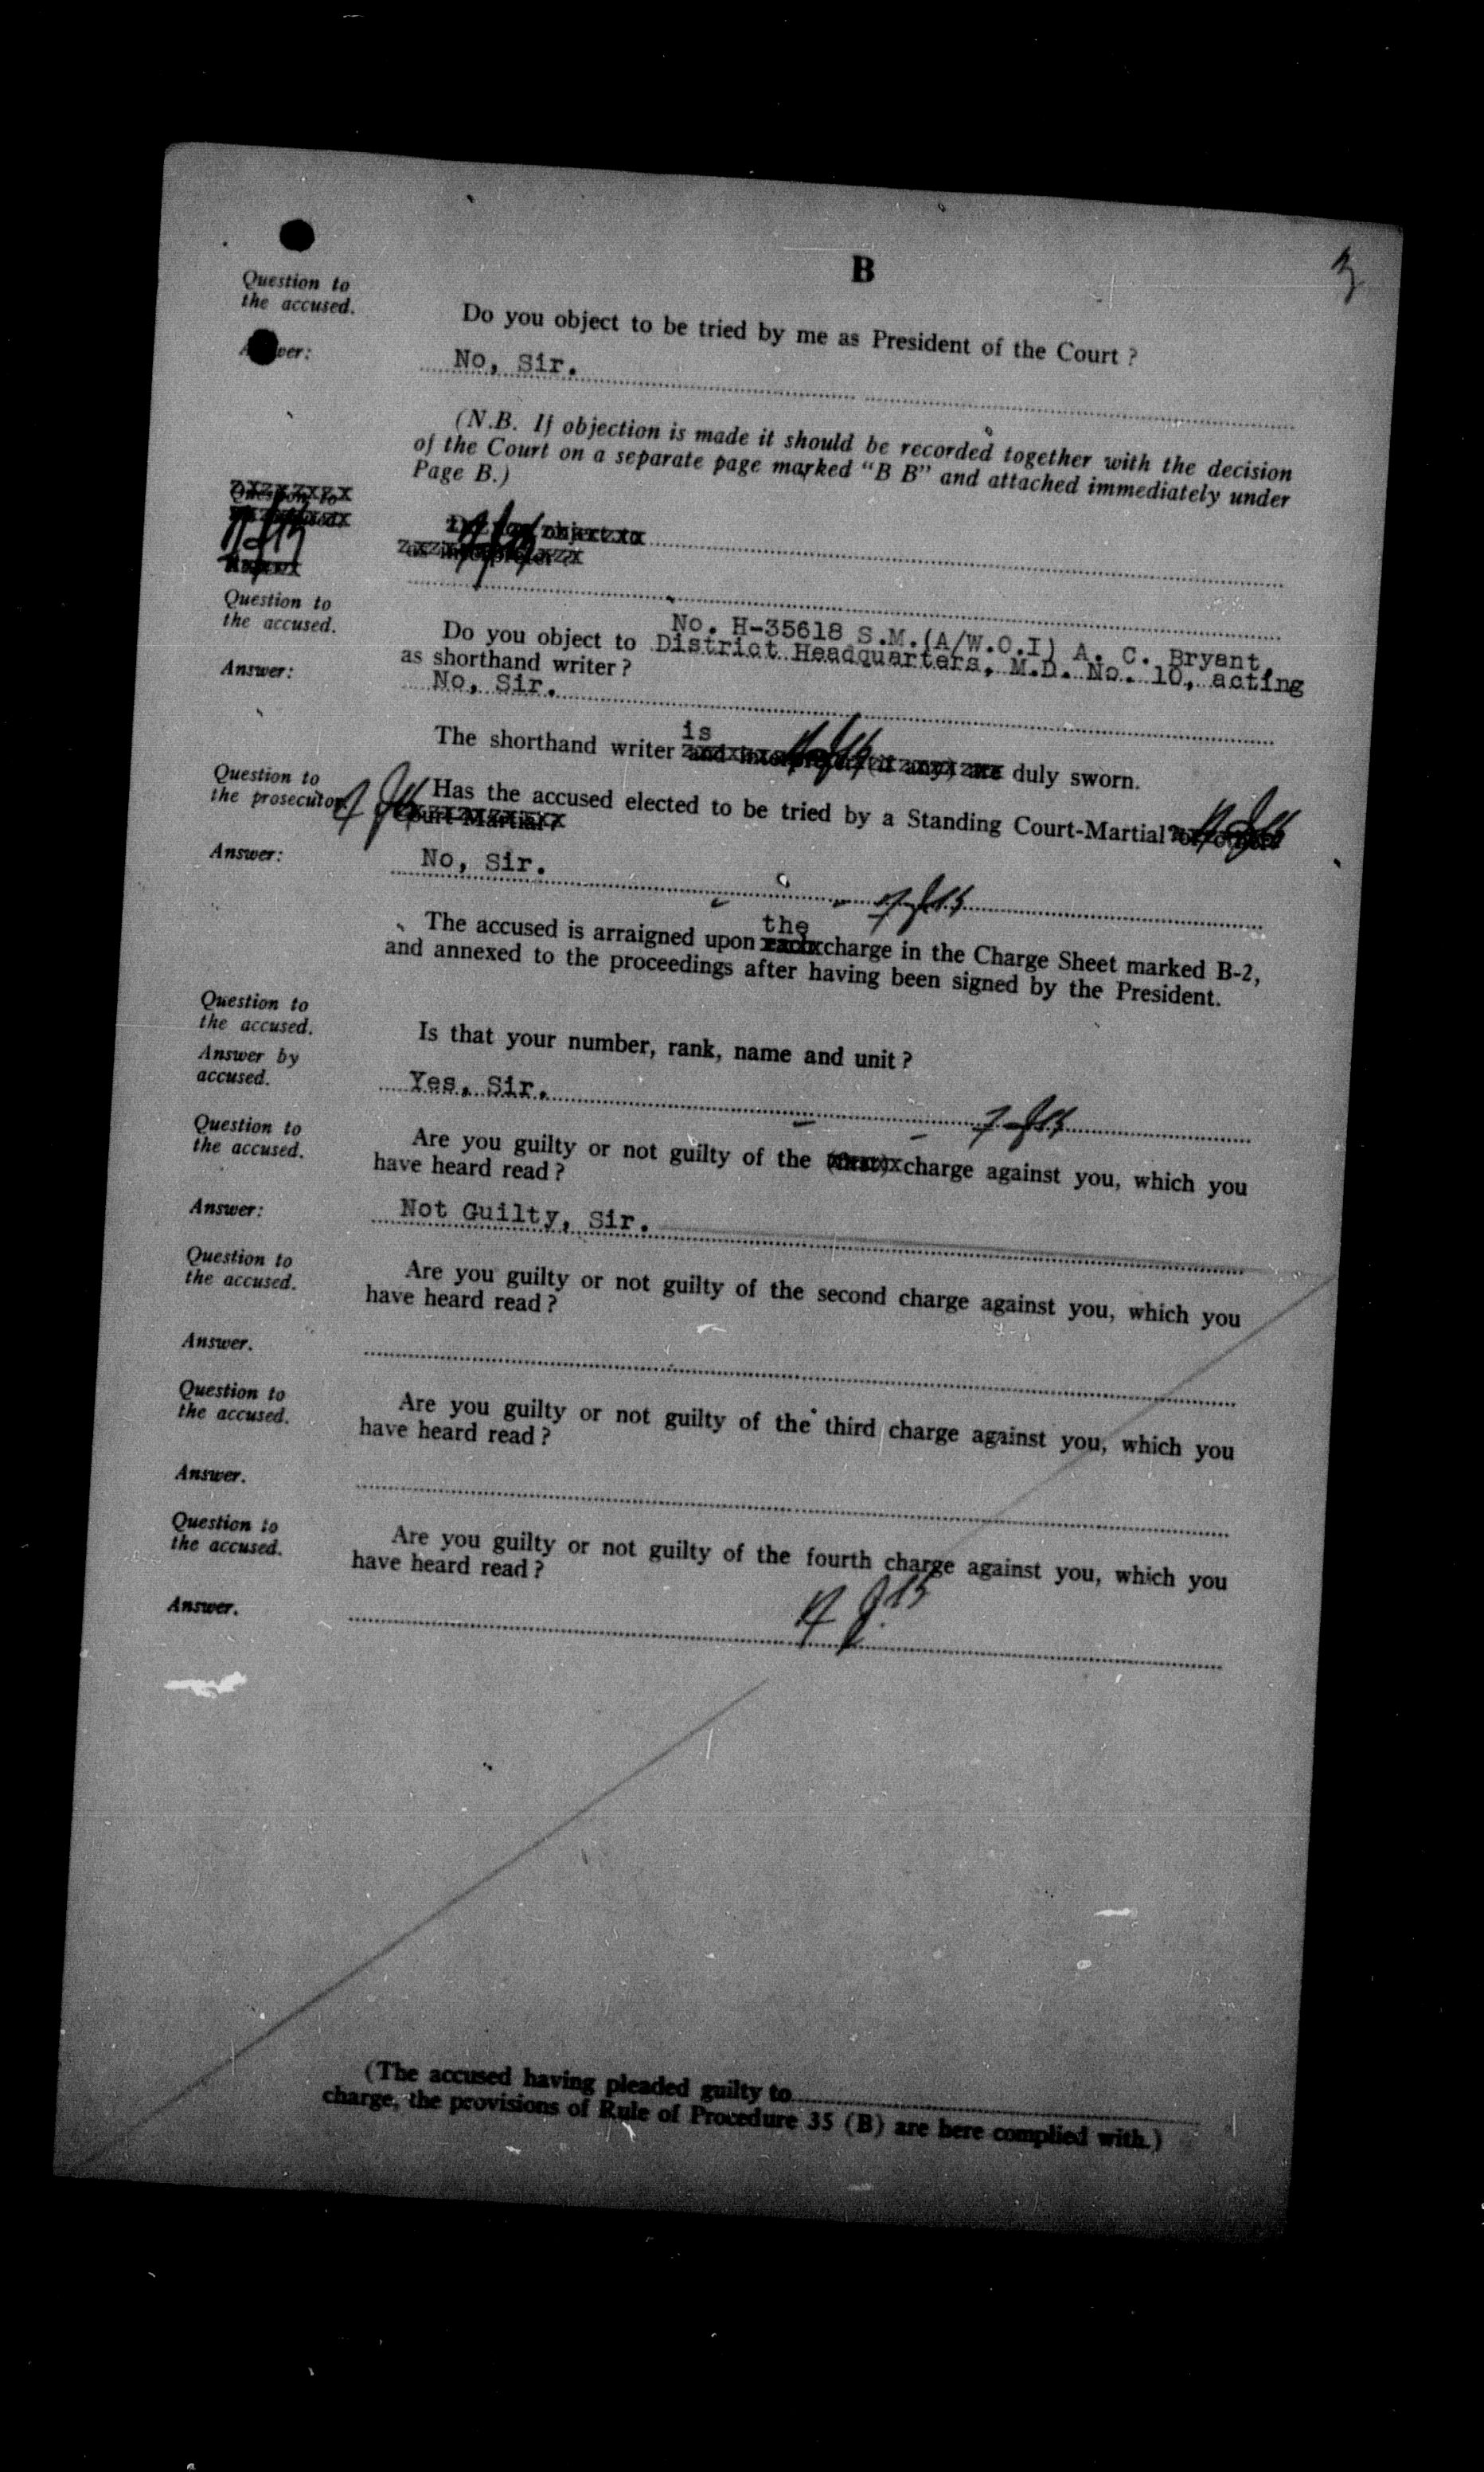 B
3
Question to
the accused.
Do you object to be tried by me as President of the Court ?
No, Sir.
(N.B. If objection is made it should be recorded together with the decision
of the Court on a separate page marked “B B” and attached immediately under
Page B.)
Question to
the accused.
No. H-35618 S.M.(A/W.O.I) A. C. Bryant,
Do you object to District Headquarters, M.D. No. 10, acting
as shorthand writer ?
Answer:
No, Sir.
is
The shorthand writer and interpreter (if any) are duly sworn.
Question to
the prosecutor.
Has the accused elected to be tried by a Standing Court-Martial ?
Court-Martial ?
Answer:
No, Sir.
the
The accused is arraigned upon each charge in the Charge Sheet marked B-2,
and annexed to the proceedings after having been signed by the President.
Question to
the accused.
Is that your number, rank, name and unit ?
Answer by
accused.
Yes, Sir.
Question to
the accused.
Are you guilty or not guilty of the (first) charge against you, which you
have heard read ?
Answer:
Not Guilty, Sir.
Question to
the accused.
Are you guilty or not guilty of the second charge against you, which you
have heard read ?
Answer.
Question to
the accused.
Are you guilty or not guilty of the third charge against you, which you
have heard read ?
Answer.
Question to
the accused.
Are you guilty or not guilty of the fourth charge against you, which you
have heard read ?
Answer.
(The accused having pleaded guilty to
charge, the provisions of Rule of Procedure 35 (B) are here complied with.)